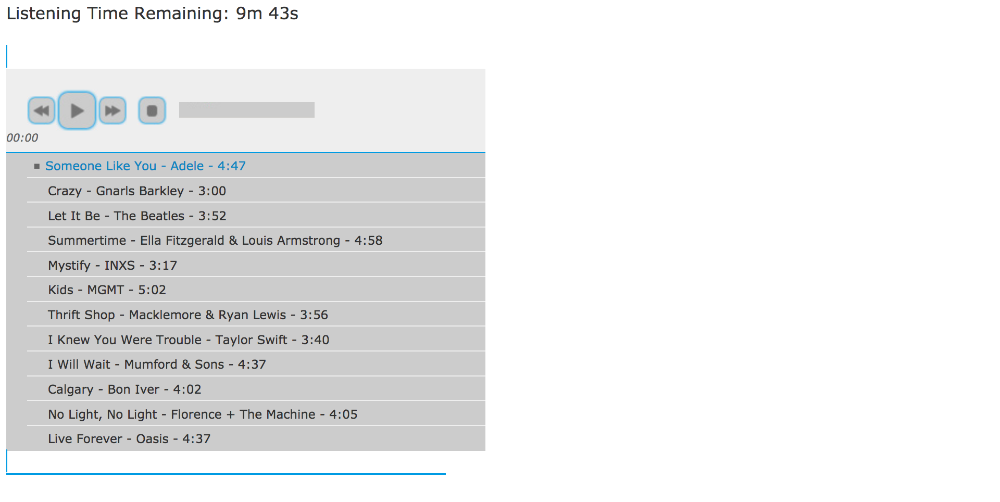 Listening Time Remaining: 9m 43s
00:00
Someone Like You - Adele - 4:47
Crazy - Gnarls Barkley - 3:00
Let It Be - The Beatles - 3:52
Summertime - Ella Fitzgerald & Louis Armstrong - 4:58
Mystify - INXS - 3:17
Kids - MGMT - 5:02
Thrift Shop - Macklemore & Ryan Lewis - 3:56
I Knew You Were Trouble - Taylor Swift - 3:40
I Will Wait - Mumford & Sons - 4:37
Calgary - Bon Iver - 4:02
No Light, No Light - Florence + The Machine - 4:05
Live Forever - Oasis - 4:37